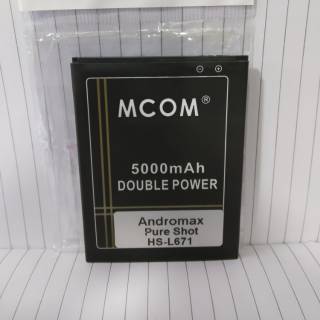 MCOM®
5000mAh
DOUBLE POWER
Andromax
Pure Shot
HS-L671